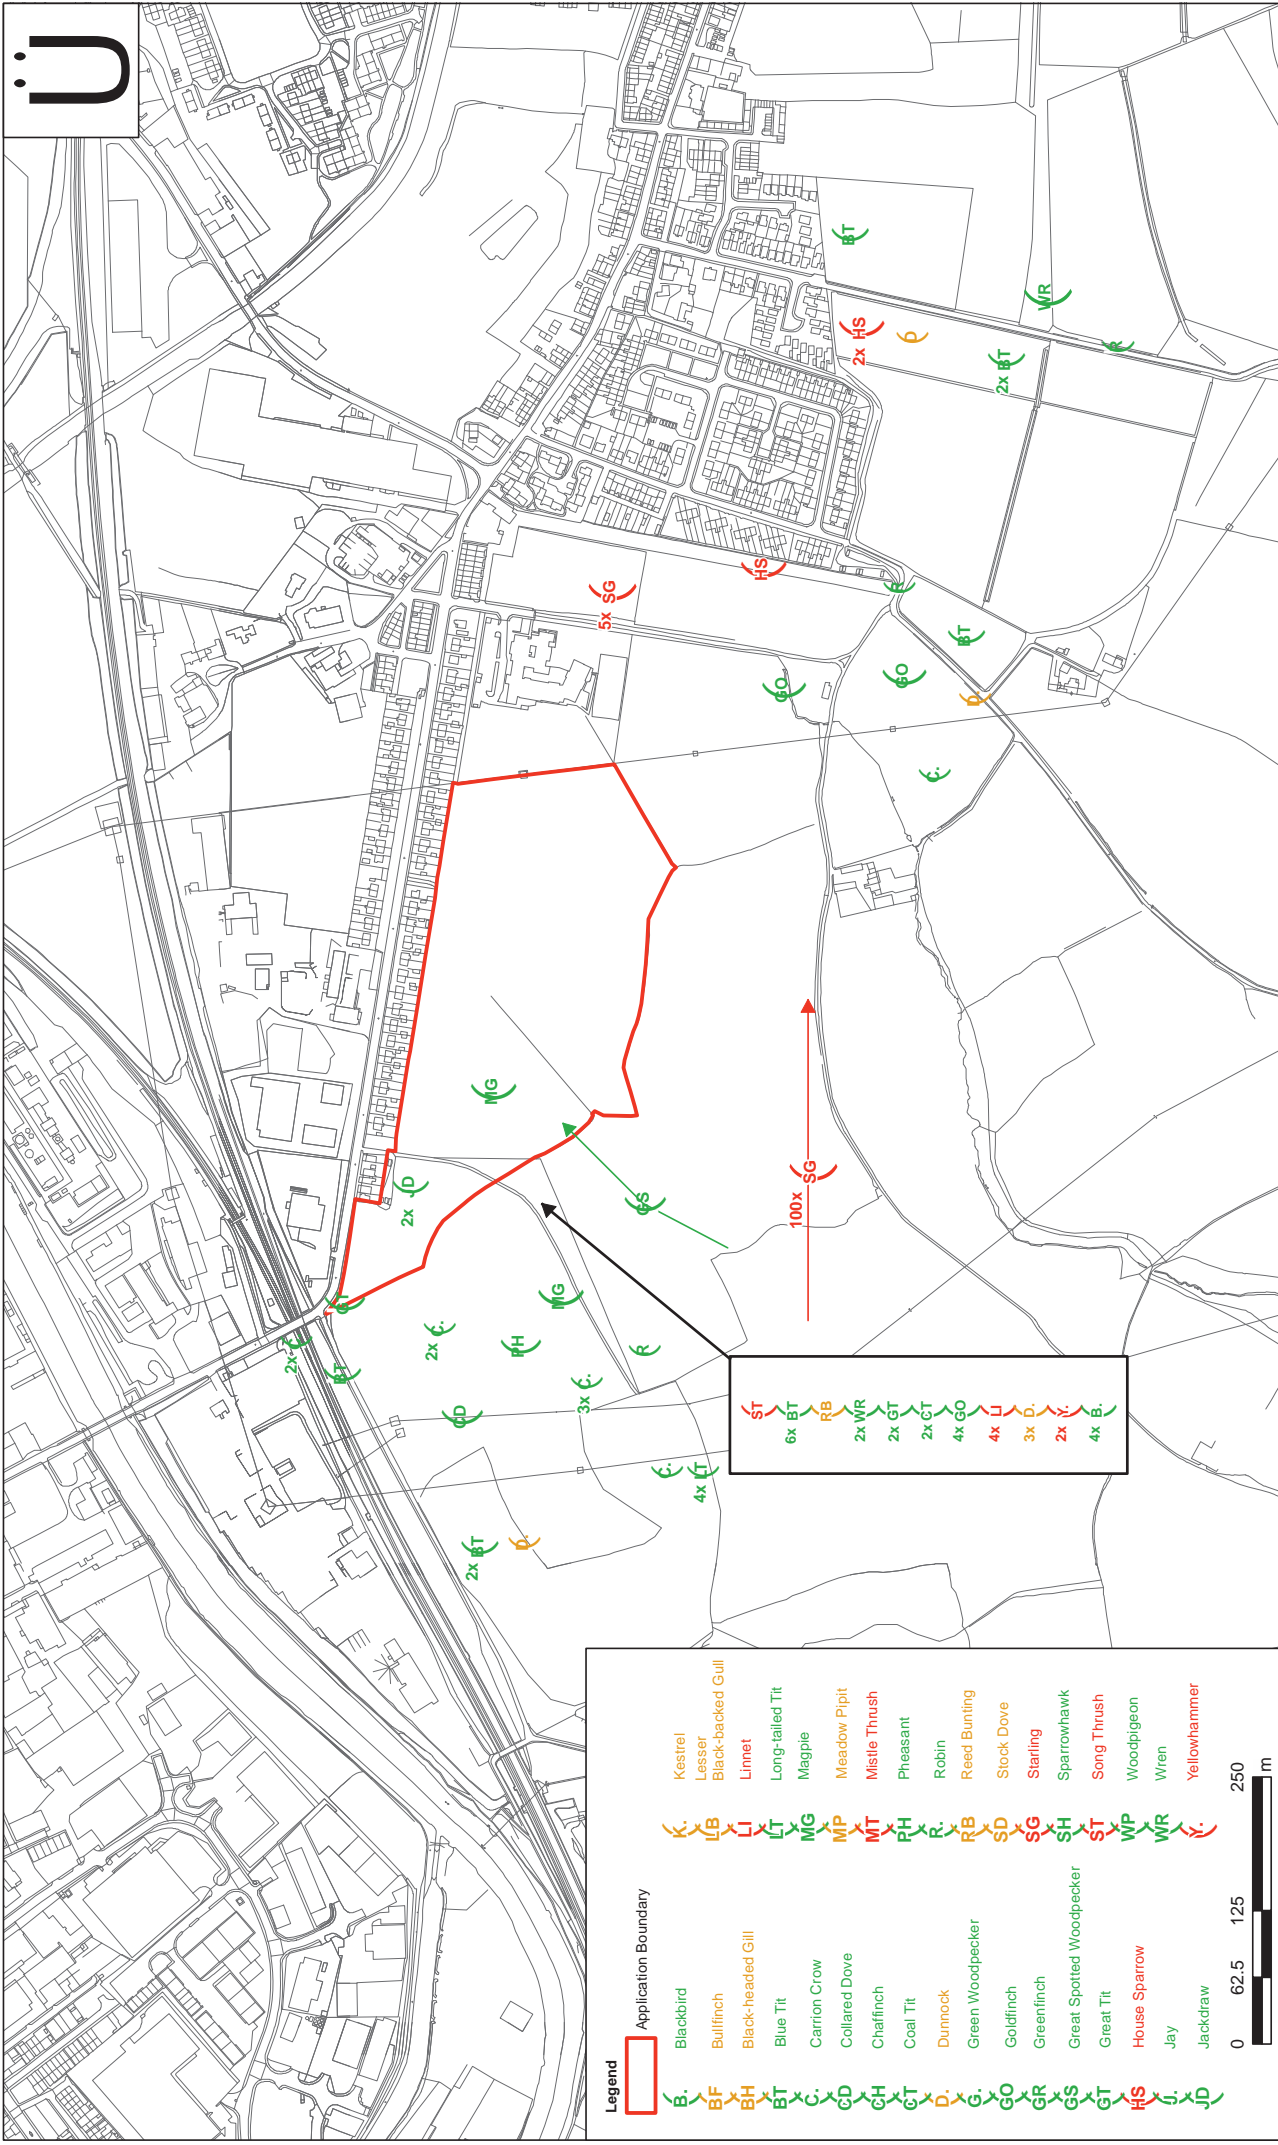 Ü
BT
WR
2x HS
D
2x BT
R
HS
5x SG
R
BT
GO
GO
D.
C.
MG
2x JD
GS
100x SG
MG
GT
2x C.
BT
2x C.
PH
R
3x C.
CD
C.
4x LT
2x BT
D.
ST
6x BT
RB
2x WR
2x GT
2x CT
4x GO
4x LI
3x D.
2x Y.
4x B.
Legend
Application Boundary
B. Blackbird
BF Bullfinch
BH Black-headed Gill
BT Blue Tit
C. Carrion Crow
CD Collared Dove
CH Chaffinch
CT Coal Tit
D. Dunnock
G. Green Woodpecker
GO Goldfinch
GR Greenfinch
GS Great Spotted Woodpecker
GT Great Tit
HS House Sparrow
J. Jay
JD Jackdraw
K. Kestrel
LB Lesser
Black-backed Gull
LI Linnet
LT Long-tailed Tit
MG Magpie
MP Meadow Pipit
MT Mistle Thrush
PH Pheasant
R. Robin
RB Reed Bunting
SD Stock Dove
SG Starling
SH Sparrowhawk
ST Song Thrush
WP Woodpigeon
WR Wren
Y. Yellowhammer
0 62.5 125 250
m